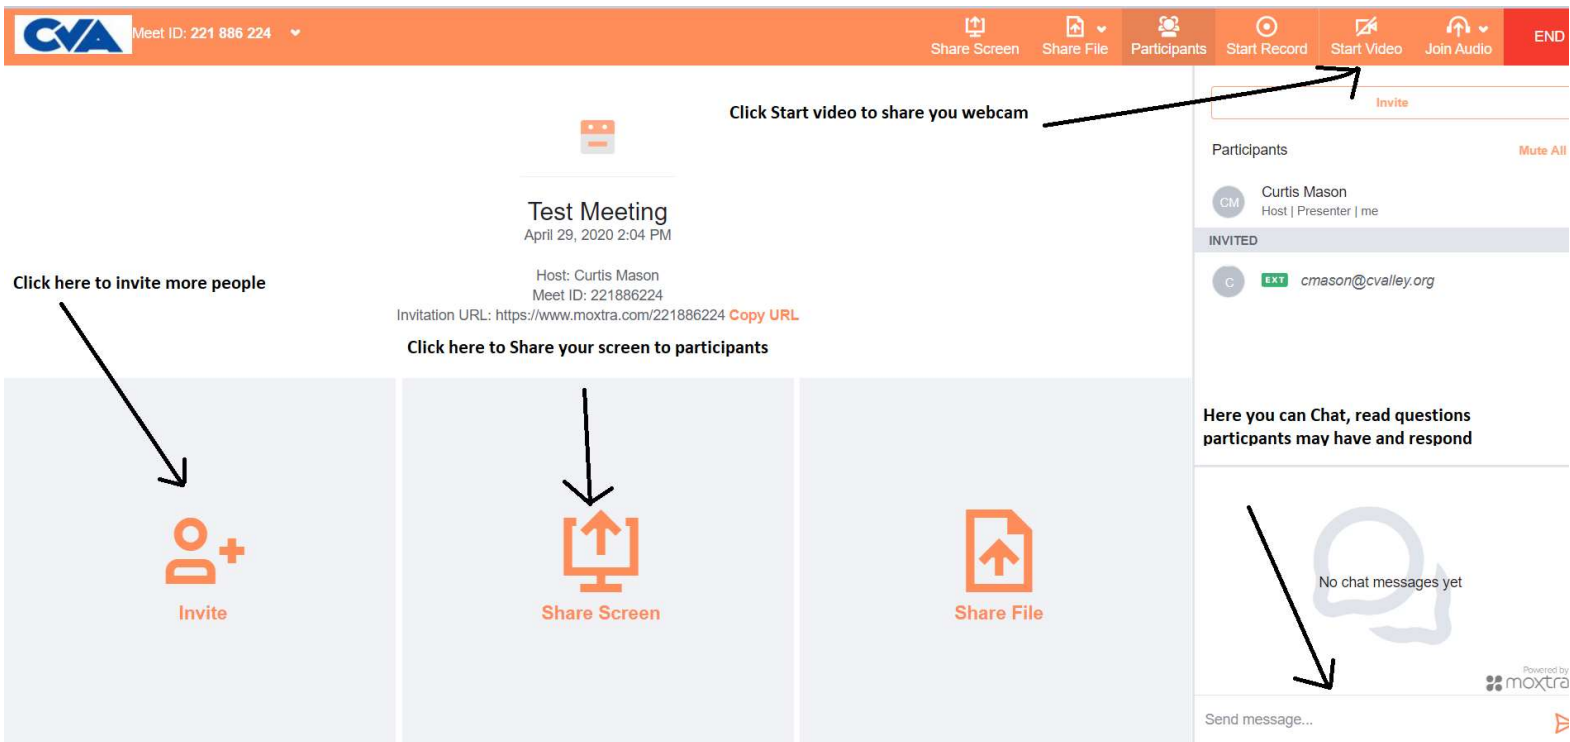 CVA Meet ID: 221 886 224
Share Screen Share File Participants Start Record Start Video Join Audio END
Click Start video to share you webcam
Invite
Participants Mute All
CM Curtis Mason
Host | Presenter | me
INVITED
C EXT cmason@cvalley.org
Test Meeting
April 29, 2020 2:04 PM
Host: Curtis Mason
Meet ID: 221886224
Invitation URL: https://www.moxtra.com/221886224 Copy URL
Click here to invite more people
Click here to Share your screen to participants
Invite
Share Screen
Share File
Here you can Chat, read questions
particpants may have and respond
No chat messages yet
Powered by
moxtra
Send message...